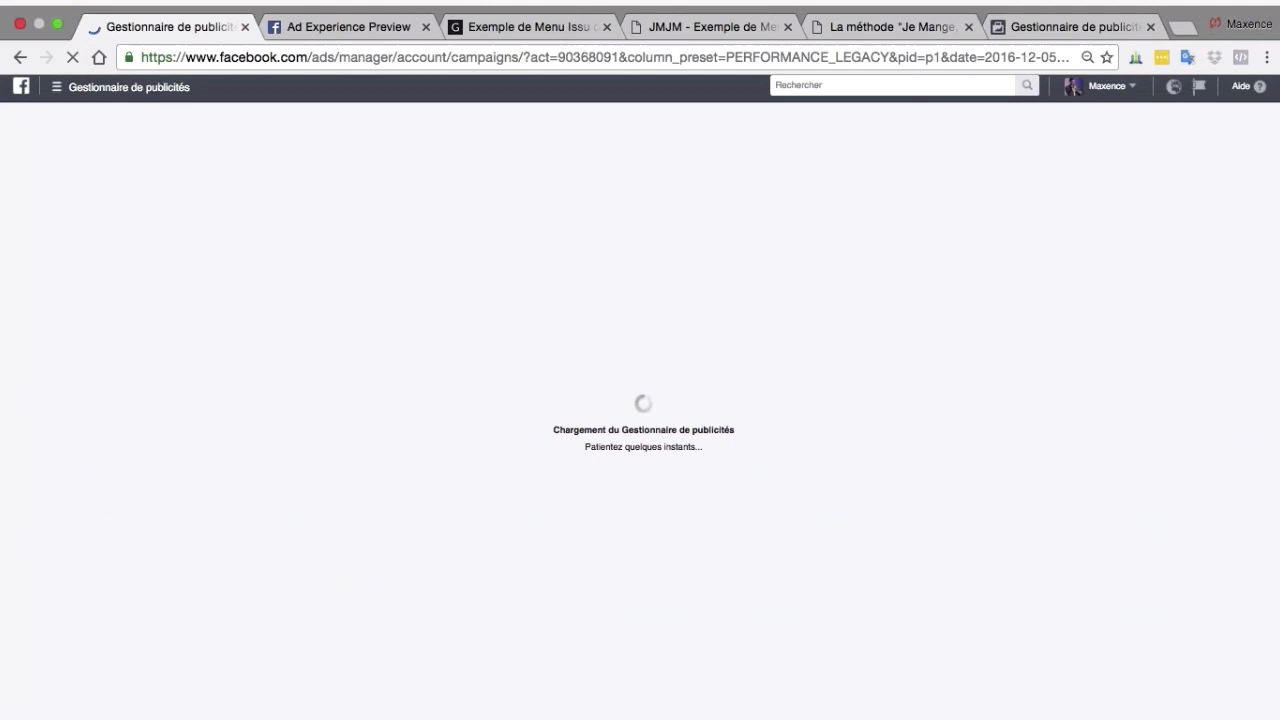 Gestionnaire de publicité
Ad Experience Preview
Exemple de Menu Issu
JMJM - Exemple de Me
La méthode "Je Mange,
Gestionnaire de publicité
Maxence
https://www.facebook.com/ads/manager/account/campaigns/?act=90368091&column_preset=PERFORMANCE_LEGACY&pid=p1&date=2016-12-05...
Gestionnaire de publicités
Rechercher
Maxence
Aide
Chargement du Gestionnaire de publicités
Patientez quelques instants...